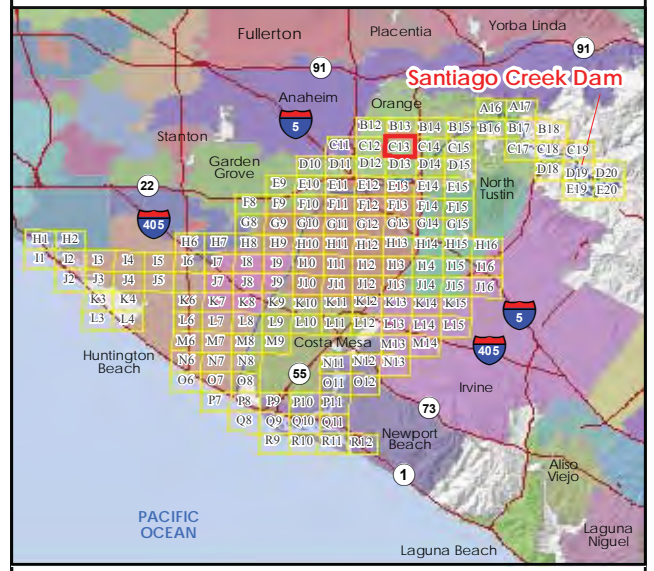 Fullerton
Placentia
Yorba Linda
91
91
Santiago Creek Dam
Anaheim
Orange
A16 A17
5
B12 B13 B14 B15 B16 B17 B18
Stanton
C11 C12 C13 C14 C15 C17 C18 C19
Garden
Grove
D10 D11 D12 D13 D14 D15 D18 D19 D20
22
E9 E10 E11 E12 E13 E14 E15 E19 E20
North
Tustin
F8 F9 F10 F11 F12 F13 F14 F15
405
G8 G9 G10 G11 G12 G13 G14 G15
H1 H2 H6 H7 H8 H9 H10 H11 H12 H13 H14 H15 H16
I1 I2 I3 I4 I5 I6 I7 I8 I9 I10 I11 I12 I13 I14 I15 I16
J2 J3 J4 J5 J6 J7 J8 J9 J10 J11 J12 J13 J14 J15 J16
K3 K4 K6 K7 K8 K9 K10 K11 K12 K13 K14 K15
5
L3 L4 L6 L7 L8 L9 L10 L11 L12 L13 L14 L15
M6 M7 M8 M9 Costa Mesa M13 M14
405
Huntington
Beach
N6 N7 N8 N11 N12 N13
55
O6 O7 O8 O11 O12
Irvine
P7 P8 P9 P10 P11
73
Q8 Q9 Q10 Q11
Newport
Beach
R9 R10 R11 R12
1
Aliso
Viejo
PACIFIC
OCEAN
Laguna
Niguel
Laguna Beach